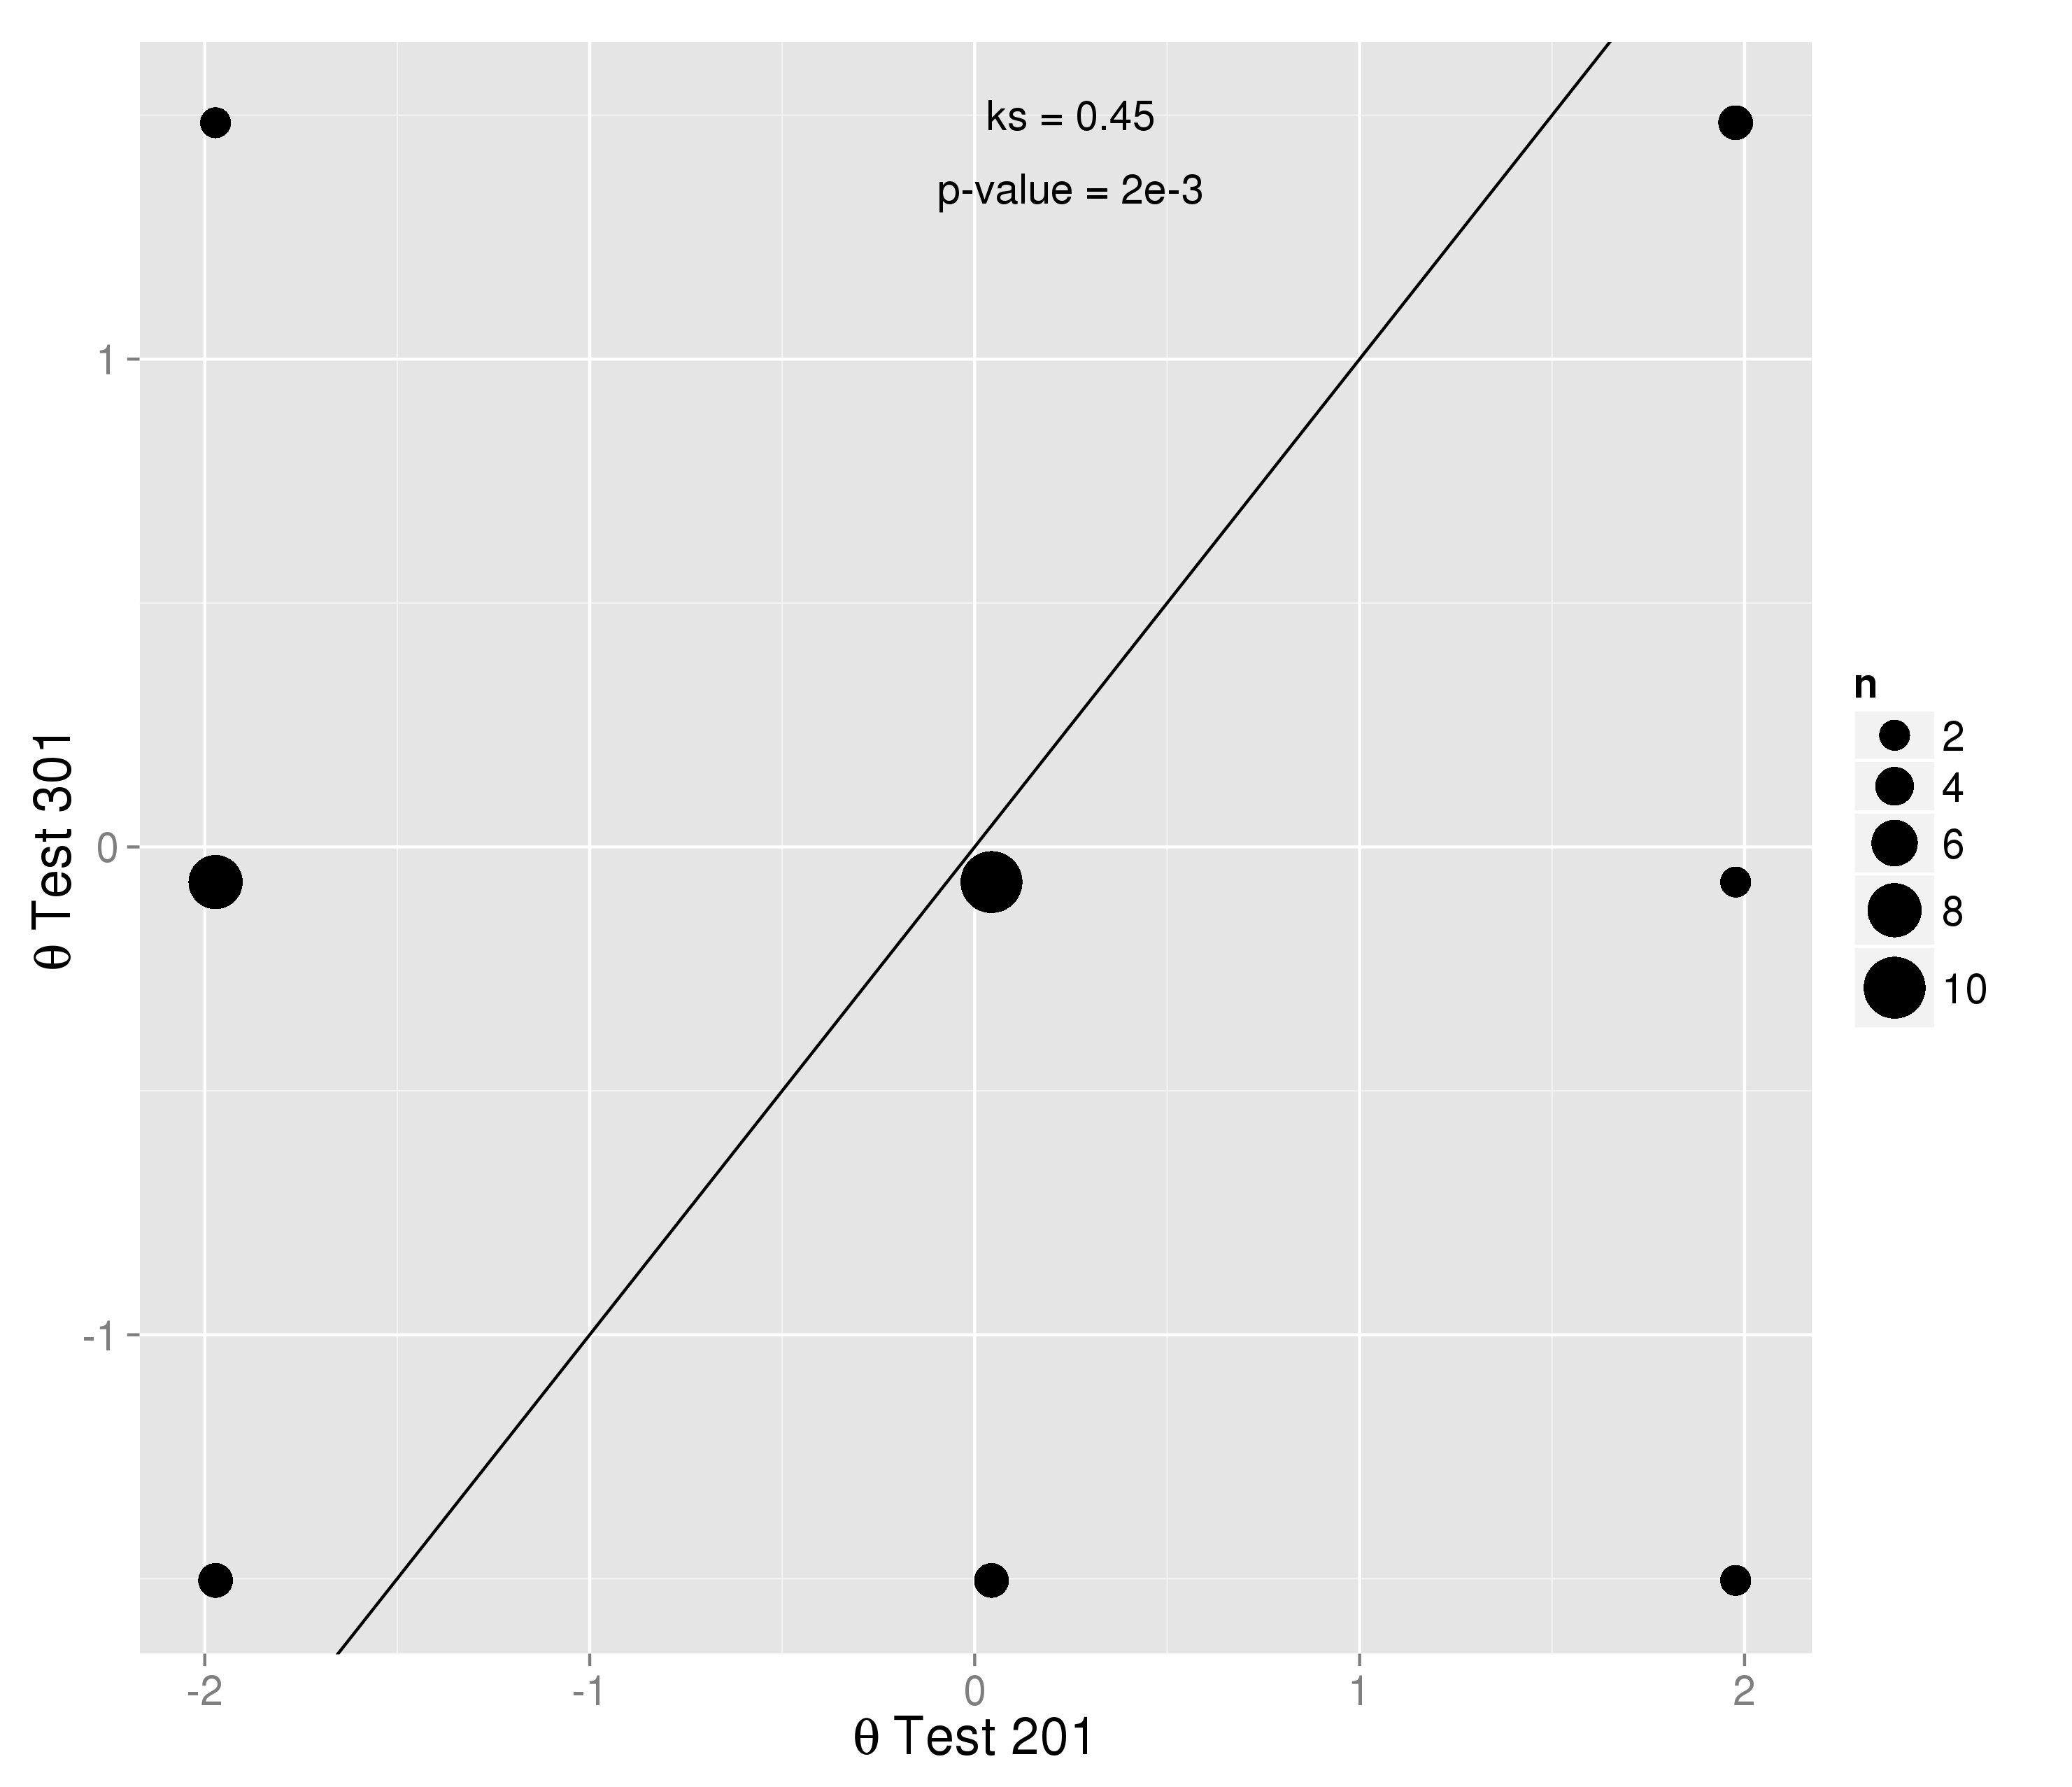 ks = 0.45
p-value = 2e-3
1
0
-1
θ Test 301
-2
-1
0
1
2
θ Test 201
n
2
4
6
8
10